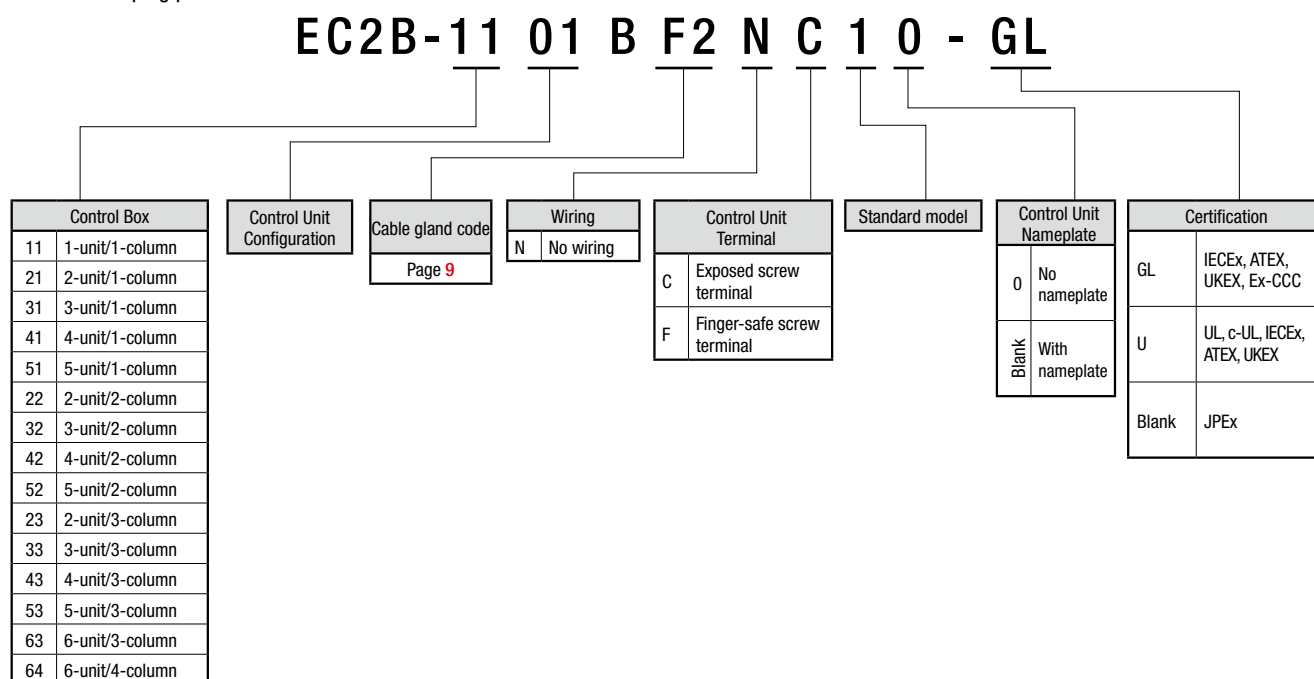 EC2B-11 01 B F2 N C 1 0 - GL
Control Box
11 1-unit/1-column
21 2-unit/1-column
31 3-unit/1-column
41 4-unit/1-column
51 5-unit/1-column
22 2-unit/2-column
32 3-unit/2-column
42 4-unit/2-column
52 5-unit/2-column
23 2-unit/3-column
33 3-unit/3-column
43 4-unit/3-column
53 5-unit/3-column
63 6-unit/3-column
64 6-unit/4-column
Control Unit
Configuration
Cable gland code
Page 9
Wiring
N No wiring
Control Unit
Terminal
C Exposed screw
terminal
F Finger-safe screw
terminal
Standard model
Control Unit
Nameplate
0 No
nameplate
Blank With
nameplate
Certification
GL IECEx, ATEX,
UKEX, Ex-CCC
U UL, c-UL, IECEx,
ATEX, UKEX
Blank JPEx